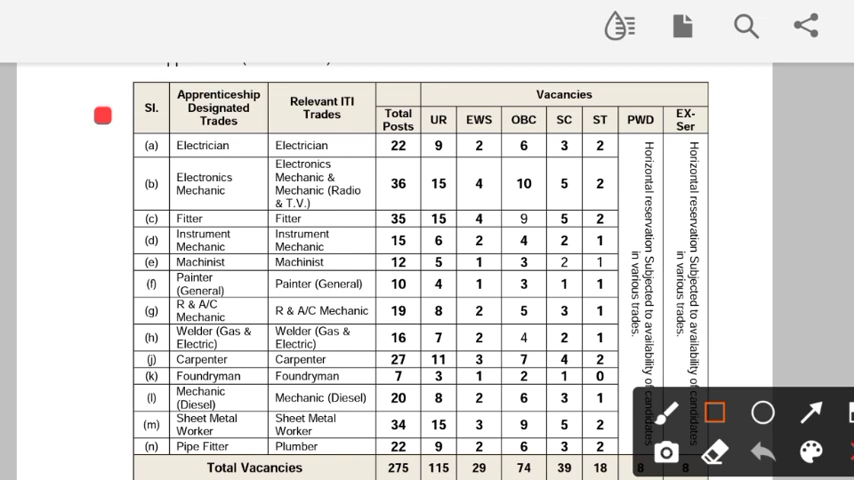 Sl. Apprenticeship Designated Trades Relevant ITI Trades Total Posts Vacancies
UR EWS OBC SC ST PWD EX-Ser
(a) Electrician Electrician 22 9 2 6 3 2
(b) Electronics Mechanic Electronics Mechanic & Mechanic (Radio & T.V.) 36 15 4 10 5 2
(c) Fitter Fitter 35 15 4 9 5 2
(d) Instrument Mechanic Instrument Mechanic 15 6 2 4 2 1
(e) Machinist Machinist 12 5 1 3 2 1
(f) Painter (General) Painter (General) 10 4 1 3 1 1
(g) R & A/C Mechanic R & A/C Mechanic 19 8 2 5 3 1
(h) Welder (Gas & Electric) Welder (Gas & Electric) 16 7 2 4 2 1
(j) Carpenter Carpenter 27 11 3 7 4 2
(k) Foundryman Foundryman 7 3 1 2 1 0
(l) Mechanic (Diesel) Mechanic (Diesel) 20 8 2 6 3 1
(m) Sheet Metal Worker Sheet Metal Worker 34 15 3 9 5 2
(n) Pipe Fitter Plumber 22 9 2 6 3 2
Total Vacancies 275 115 29 74 39 18 8 8
Horizontal reservation Subjected to availability of candidates
in various trades.
Horizontal reservation Subjected to availability of candidates
in various trades.